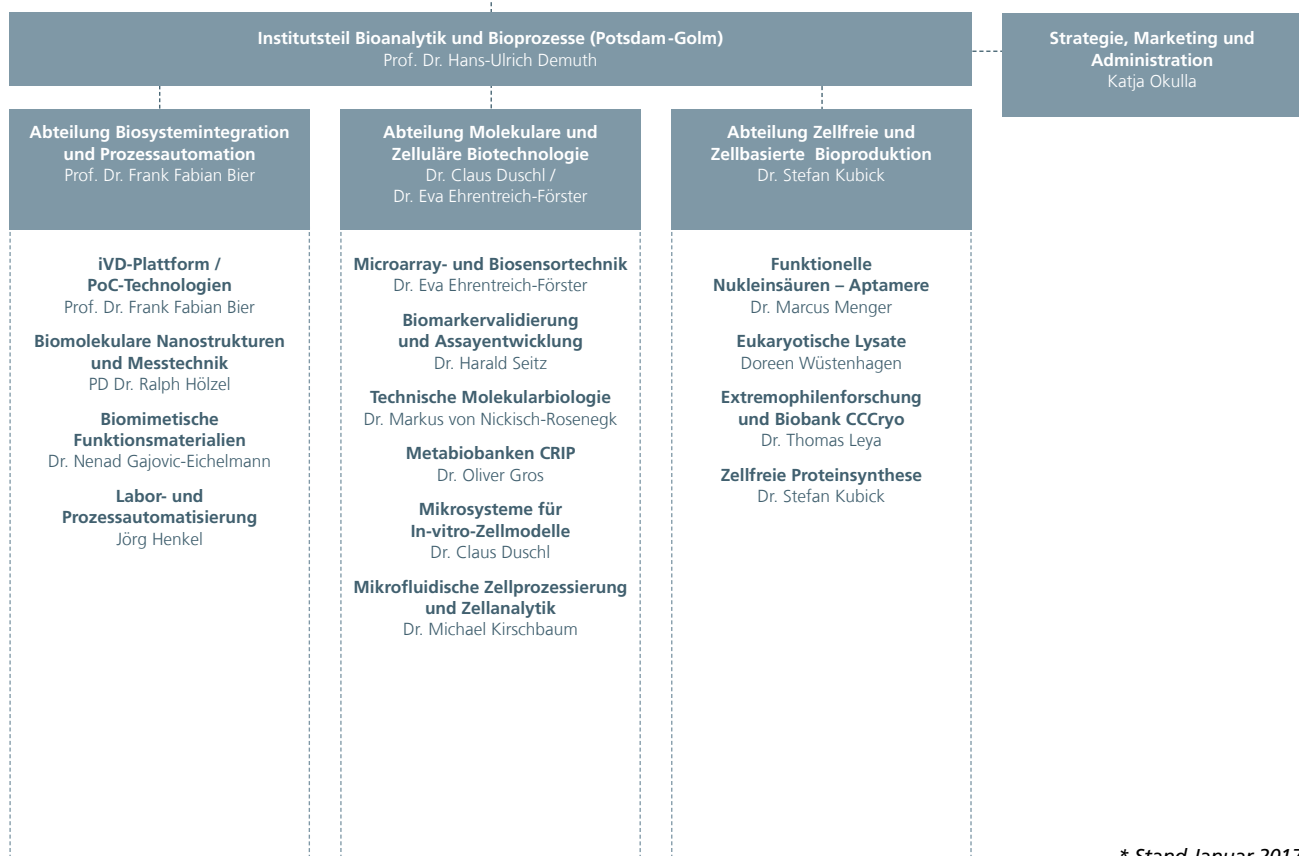 Institutsteil Bioanalytik und Bioprozesse (Potsdam-Golm)
Prof. Dr. Hans-Ulrich Demuth
Strategie, Marketing und
Administration
Katja Okulla
Abteilung Biosystemintegration
und Prozessautomation
Prof. Dr. Frank Fabian Bier
Abteilung Molekulare und
Zelluläre Biotechnologie
Dr. Claus Duschl /
Dr. Eva Ehrentreich-Förster
Abteilung Zellfreie und
Zellbasierte Bioproduktion
Dr. Stefan Kubick
iVD-Plattform /
PoC-Technologien
Prof. Dr. Frank Fabian Bier
Biomolekulare Nanostrukturen
und Messtechnik
PD Dr. Ralph Hölzel
Biomimetische
Funktionsmaterialien
Dr. Nenad Gajovic-Eichelmann
Labor- und
Prozessautomatisierung
Jörg Henkel
Microarray- und Biosensortechnik
Dr. Eva Ehrentreich-Förster
Biomarkervalidierung
und Assayentwicklung
Dr. Harald Seitz
Technische Molekularbiologie
Dr. Markus von Nickisch-Rosenegk
Metabiobanken CRIP
Dr. Oliver Gros
Mikrosysteme für
In-vitro-Zellmodelle
Dr. Claus Duschl
Mikrofluidische Zellprozessierung
und Zellanalytik
Dr. Michael Kirschbaum
Funktionelle
Nukleinsäuren – Aptamere
Dr. Marcus Menger
Eukaryotische Lysate
Doreen Wüstenhagen
Extremophilenforschung
und Biobank CCCryo
Dr. Thomas Leya
Zellfreie Proteinsynthese
Dr. Stefan Kubick
* Stand Januar 2017